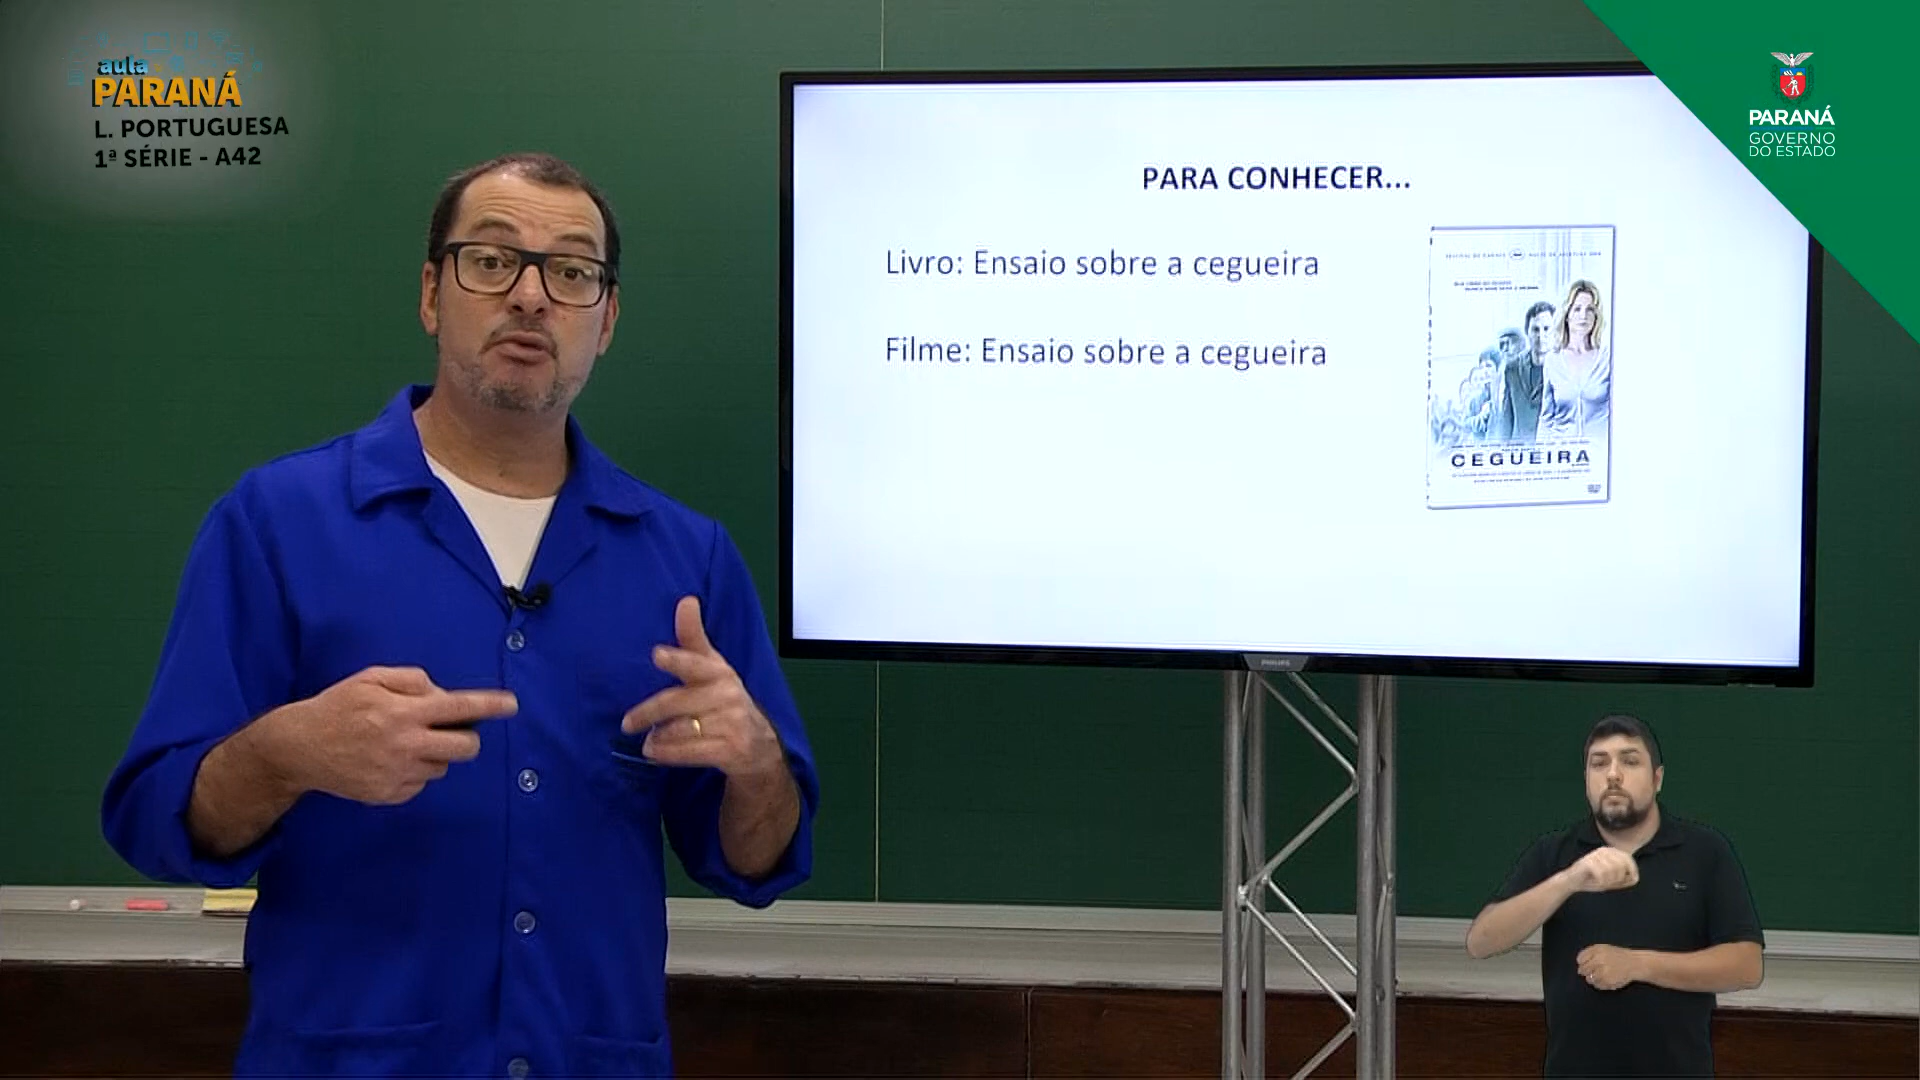 aula
PARANÁ
L. PORTUGUESA
1ª SÉRIE - A42
PARANÁ
GOVERNO
DO ESTADO
PARA CONHECER...
Livro: Ensaio sobre a cegueira
Filme: Ensaio sobre a cegueira
CEGUEIRA
PHILIPS